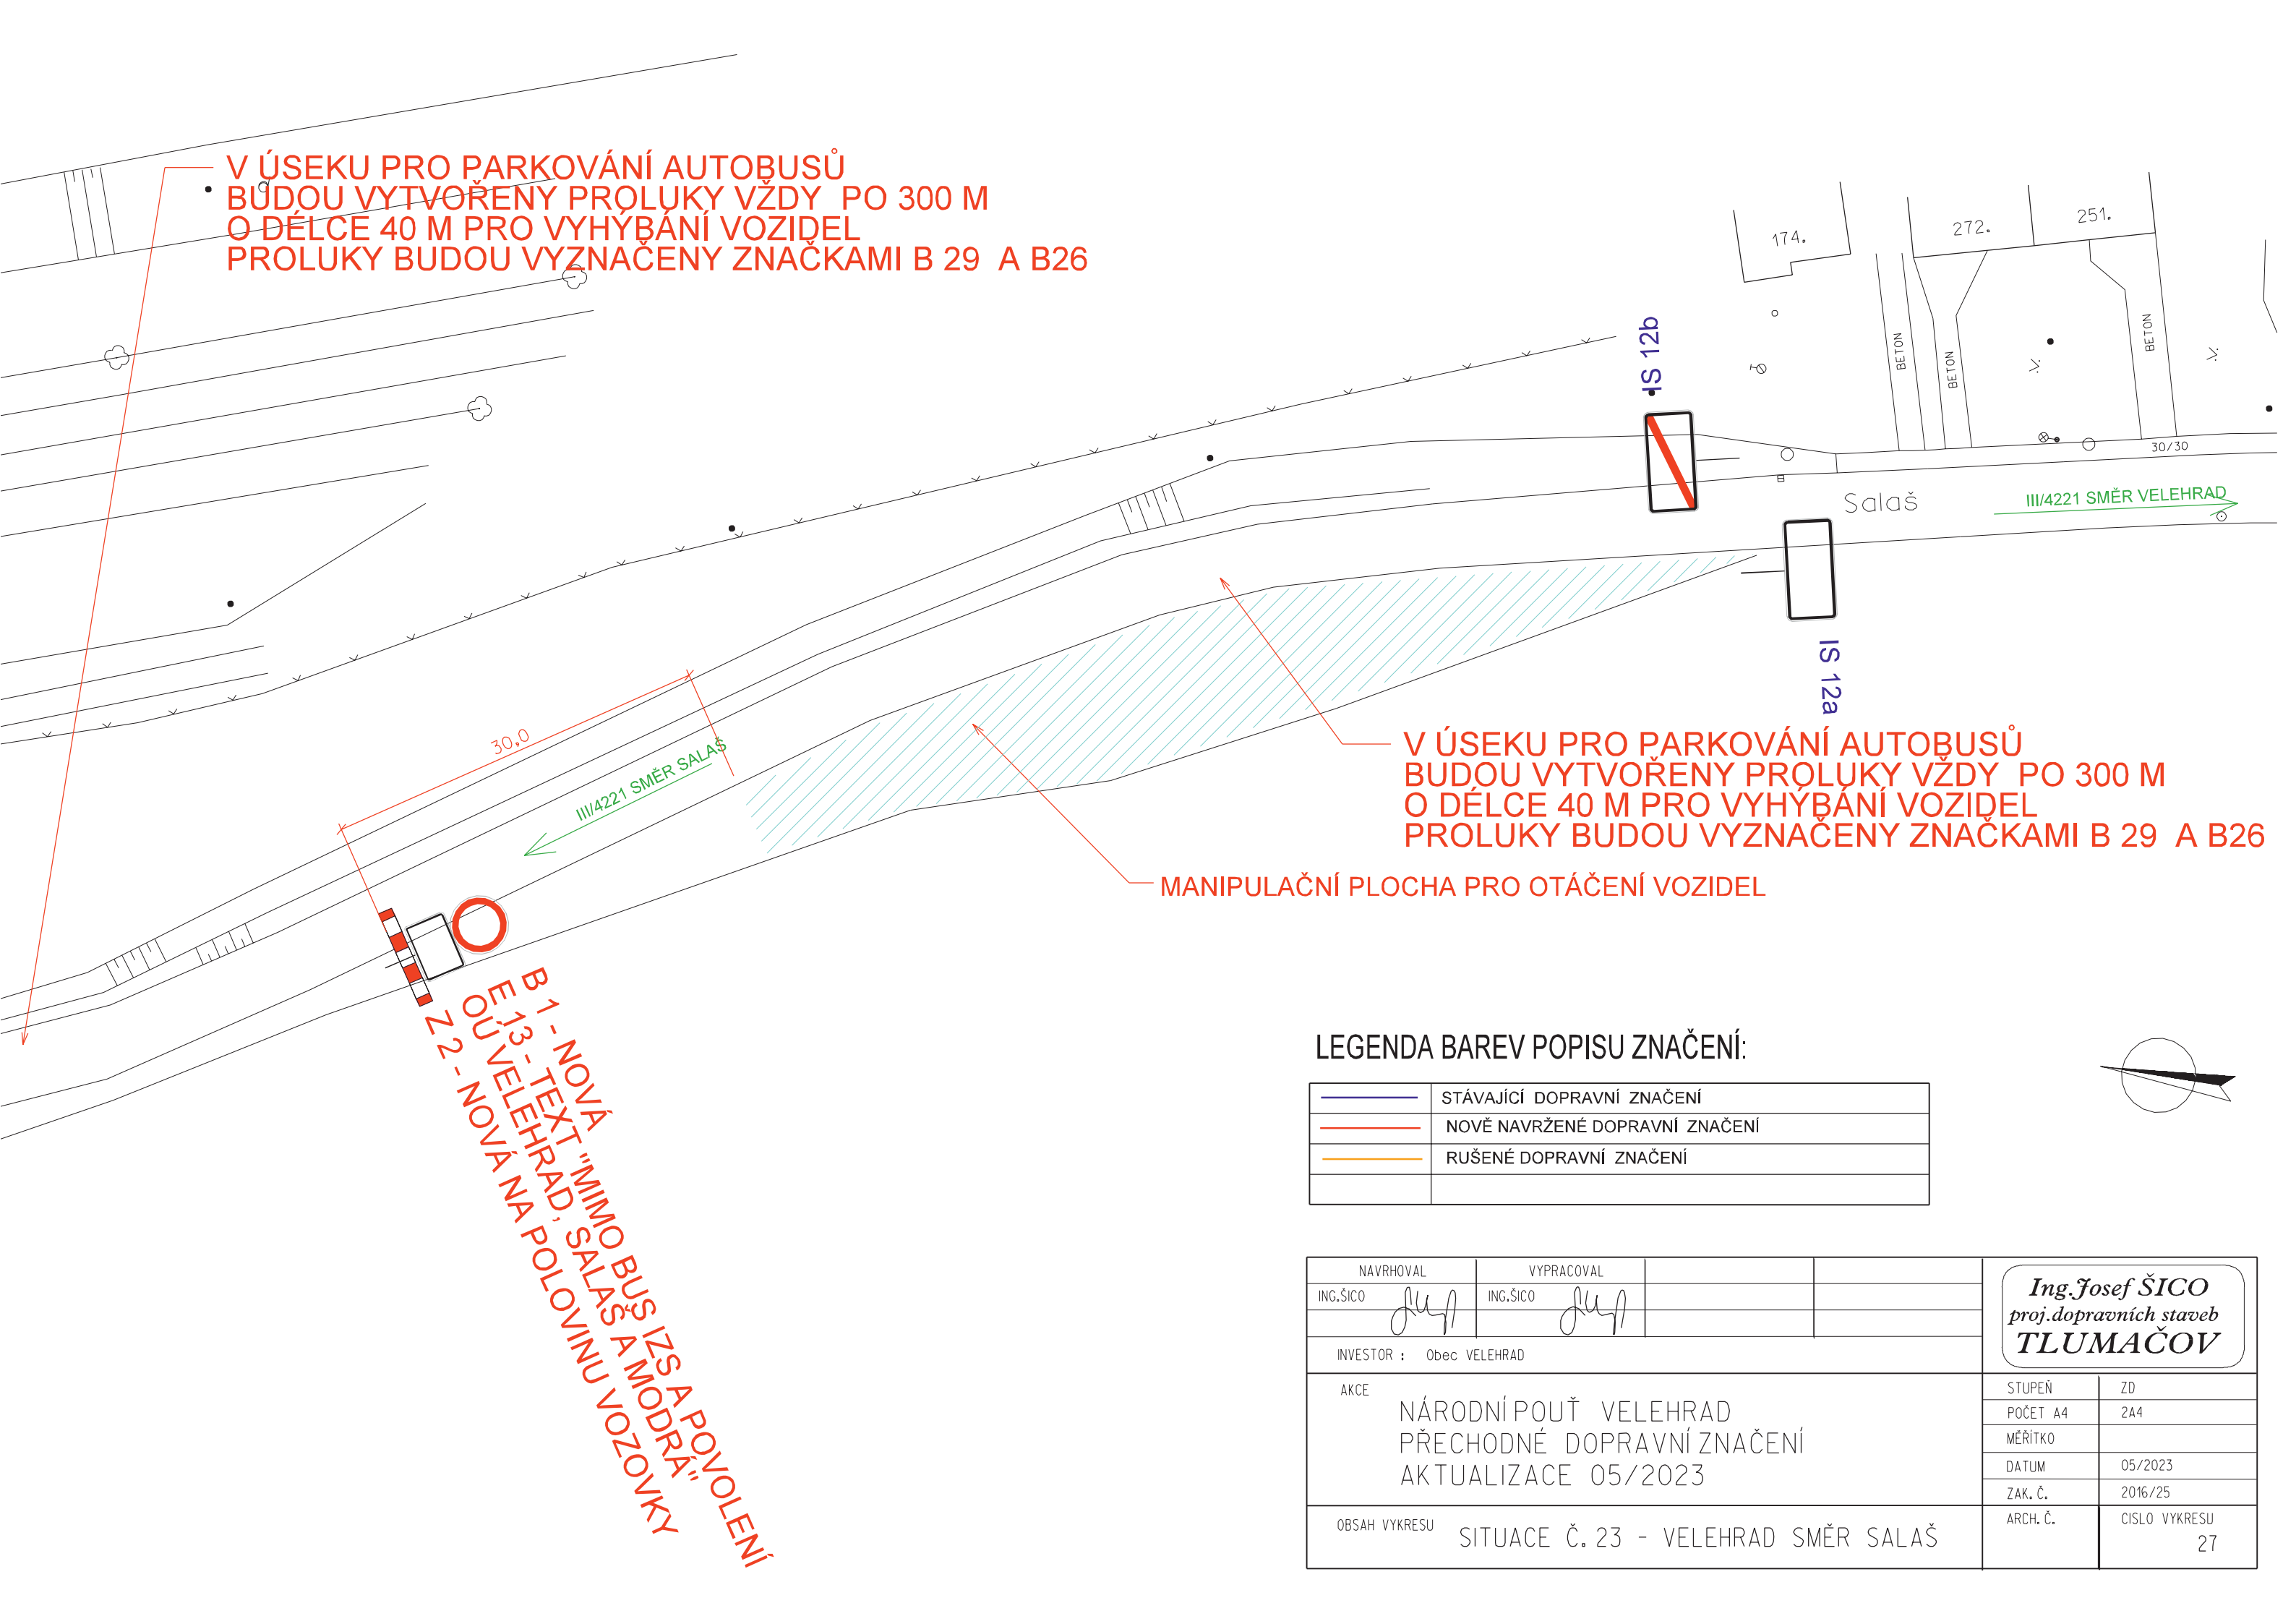 V ÚSEKU PRO PARKOVÁNÍ AUTOBUSŮ
BUDOU VYTVOŘENY PROLUKY VŽDY PO 300 M
O DÉLCE 40 M PRO VYHÝBÁNÍ VOZIDEL
PROLUKY BUDOU VYZNAČENY ZNAČKAMI B 29 A B26
174.
272.
251.
IS 12b
BETON
BETON
BETON
30/30
Salaš
III/4221 SMĚR VELEHRAD
IS 12a
30,0
III/4221 SMĚR SALAŠ
V ÚSEKU PRO PARKOVÁNÍ AUTOBUSŮ
BUDOU VYTVOŘENY PROLUKY VŽDY PO 300 M
O DÉLCE 40 M PRO VYHÝBÁNÍ VOZIDEL
PROLUKY BUDOU VYZNAČENY ZNAČKAMI B 29 A B26
MANIPULAČNÍ PLOCHA PRO OTÁČENÍ VOZIDEL
B 1 - NOVÁ
E 13 - TEXT "MIMO BUS IZS A POVOLENÍ
OÚ VELEHRAD, SALAŠ A MODRÁ"
Z 2 - NOVÁ NA POLOVINU VOZOVKY
LEGENDA BAREV POPISU ZNAČENÍ:
STÁVAJÍCÍ DOPRAVNÍ ZNAČENÍ
NOVĚ NAVRŽENÉ DOPRAVNÍ ZNAČENÍ
RUŠENÉ DOPRAVNÍ ZNAČENÍ
NAVRHOVAL
VYPRACOVAL
ING.ŠICO
ING.ŠICO
INVESTOR : Obec VELEHRAD
Ing.Josef ŠICO
proj.dopravních staveb
TLUMAČOV
AKCE
NÁRODNÍ POUŤ VELEHRAD
PŘECHODNÉ DOPRAVNÍ ZNAČENÍ
AKTUALIZACE 05/2023
STUPEŇ ZD
POČET A4 2A4
MĚŘÍTKO
DATUM 05/2023
ZAK. Č. 2016/25
OBSAH VYKRESU
SITUACE Č. 23 - VELEHRAD SMĚR SALAŠ
ARCH. Č.
CISLO VYKRESU
27